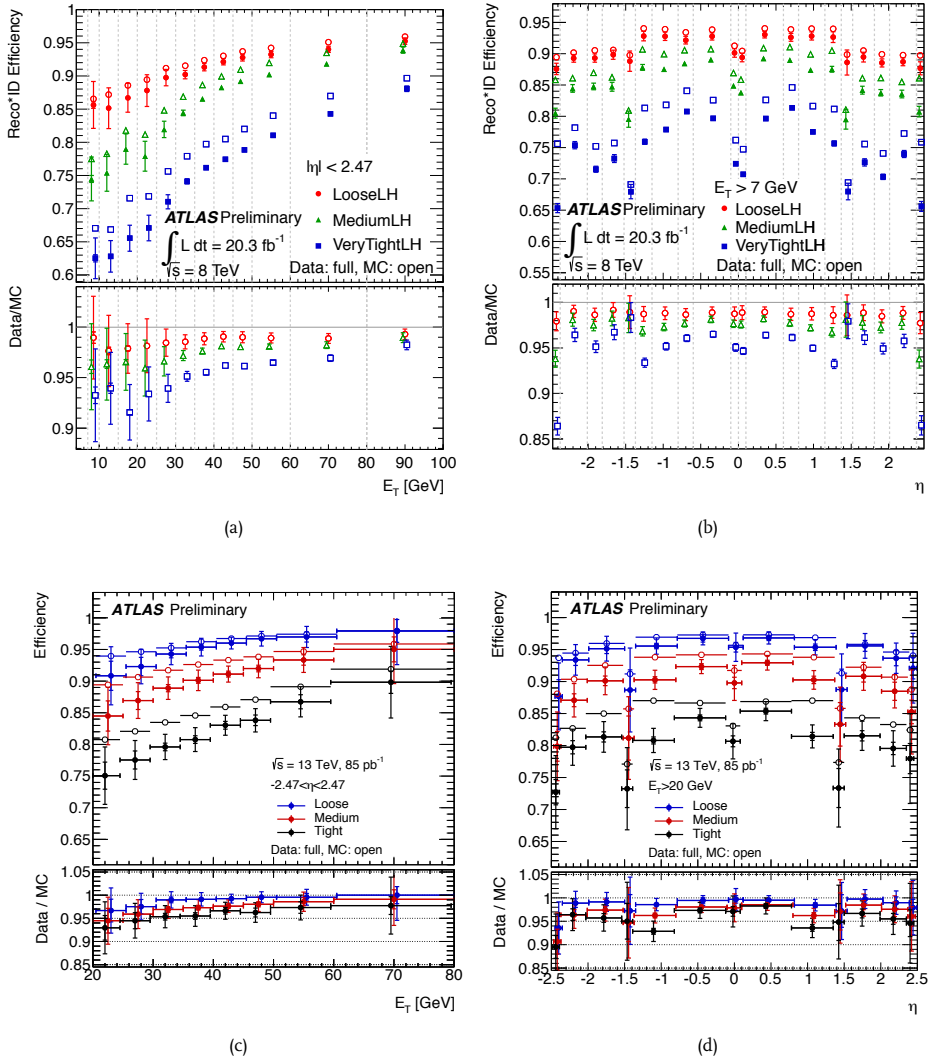 Reco*ID Efficiency
0.95
0.9
0.85
0.8
0.75
0.7
0.65
0.6
|η| < 2.47
LooseLH
MediumLH
VeryTightLH
ATLAS Preliminary
∫ L dt = 20.3 fb⁻¹
√s = 8 TeV
Data: full, MC: open
Data/MC
1
0.95
0.9
10 20 30 40 50 60 70 80 90 100
E_T [GeV]
(a)
Reco*ID Efficiency
1
0.95
0.9
0.85
0.8
0.75
0.7
0.65
0.6
0.55
E_T > 7 GeV
LooseLH
MediumLH
VeryTightLH
ATLAS Preliminary
∫ L dt = 20.3 fb⁻¹
√s = 8 TeV
Data: full, MC: open
Data/MC
1
0.95
0.9
0.85
-2 -1.5 -1 -0.5 0 0.5 1 1.5 2
η
(b)
ATLAS Preliminary
Efficiency
1
0.95
0.9
0.85
0.8
0.75
0.7
0.65
√s = 13 TeV, 85 pb⁻¹
-2.47<η<2.47
Loose
Medium
Tight
Data: full, MC: open
Data / MC
1.05
1
0.95
0.9
0.85
20 30 40 50 60 70 80
E_T [GeV]
(c)
ATLAS Preliminary
Efficiency
1
0.95
0.9
0.85
0.8
0.75
0.7
0.65
√s = 13 TeV, 85 pb⁻¹
E_T>20 GeV
Loose
Medium
Tight
Data: full, MC: open
Data / MC
1.05
1
0.95
0.9
0.85
-2.5 -2 -1.5 -1 -0.5 0 0.5 1 1.5 2 2.5
η
(d)